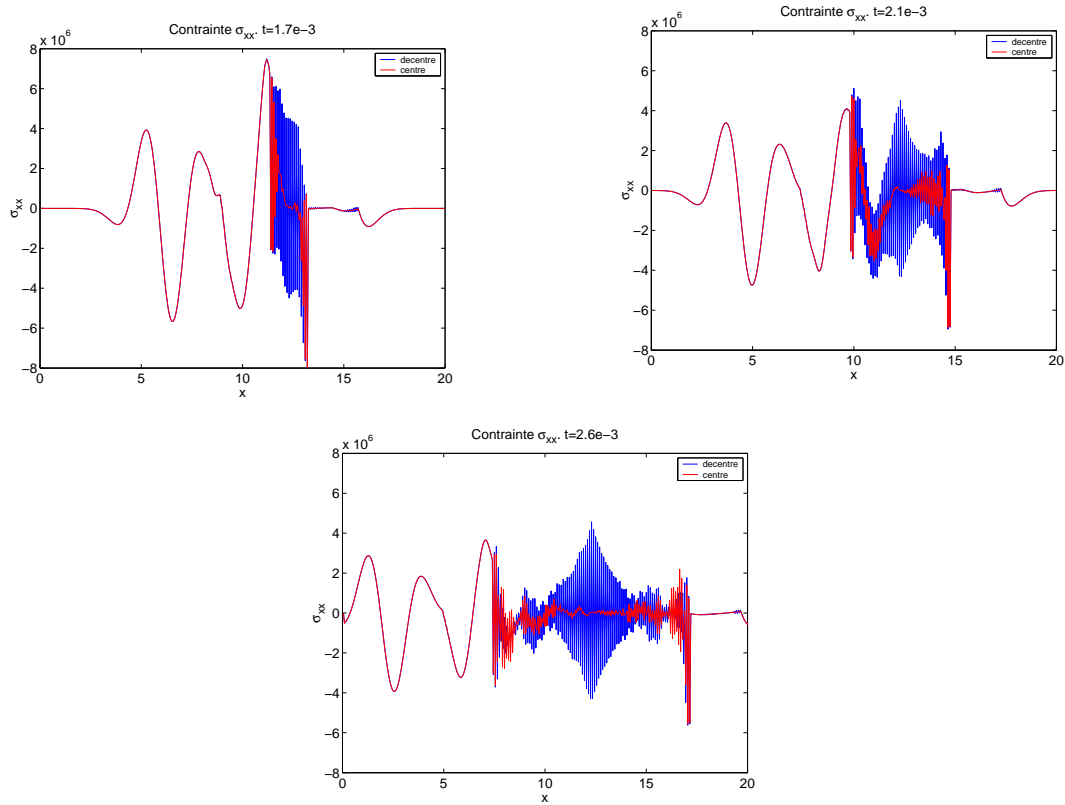 Contrainte σxx. t=1.7e−3
x 10^6
8
6
4
2
0
−2
−4
−6
−8
σxx
0 5 10 15 20
x
decentre
centre
Contrainte σxx. t=2.1e−3
x 10^6
8
6
4
2
0
−2
−4
−6
−8
σxx
0 5 10 15 20
x
decentre
centre
Contrainte σxx. t=2.6e−3
x 10^6
8
6
4
2
0
−2
−4
−6
−8
σxx
0 5 10 15 20
x
decentre
centre